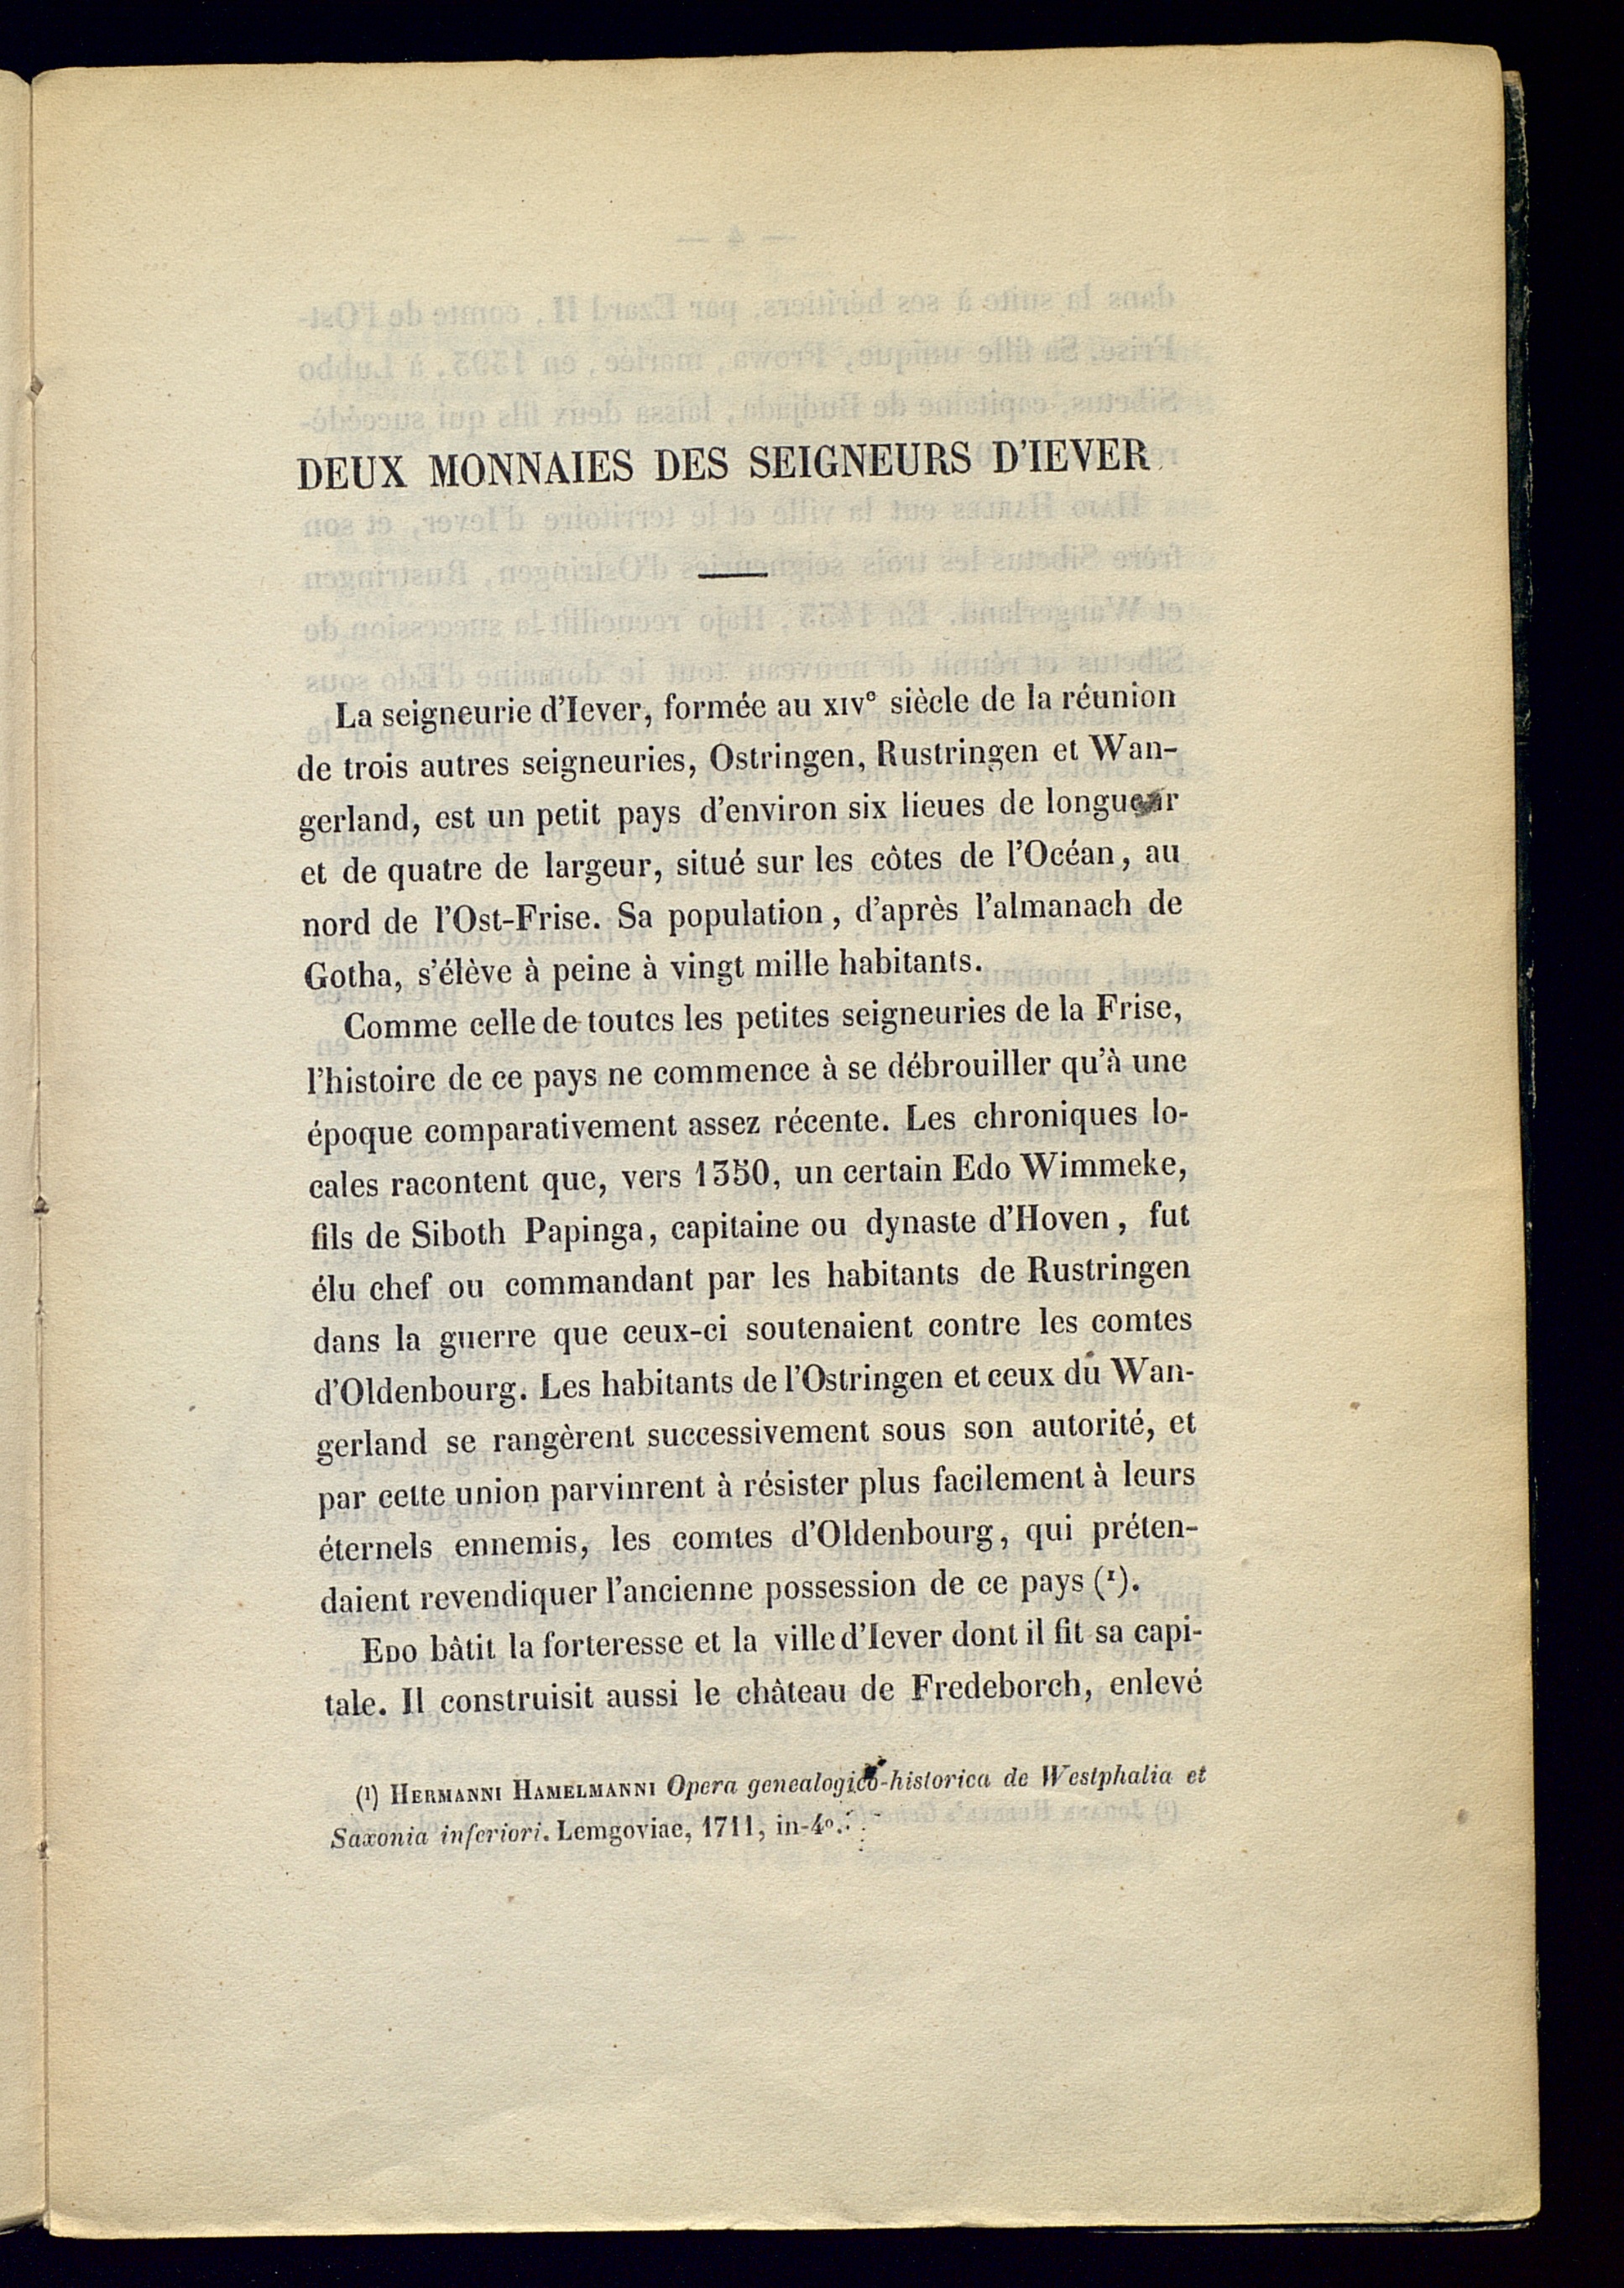 DEUX MONNAIES DES SEIGNEURS D'IEVER
La seigneurie d'Iever, formée au XIVe siècle de la réunion
de trois autres seigneuries, Ostringen, Rustringen et Wan-
gerland, est un petit pays d'environ six lieues de longueur
et de quatre de largeur, situé sur les côtes de l'Océan, au
nord de l'Ost-Frise. Sa population, d'après l'almanach de
Gotha, s'élève à peine à vingt mille habitants.
Comme celle de toutes les petites seigneuries de la Frise,
l'histoire de ce pays ne commence à se débrouiller qu'à une
époque comparativement assez récente. Les chroniques lo-
cales racontent que, vers 1350, un certain Edo Wimmeke,
fils de Siboth Papinga, capitaine ou dynaste d'Hoven, fut
élu chef ou commandant par les habitants de Rustringen
dans la guerre que ceux-ci soutenaient contre les comtes
d'Oldenbourg. Les habitants de l'Ostringen et ceux du Wan-
gerland se rangèrent successivement sous son autorité, et
par cette union parvinrent à résister plus facilement à leurs
éternels ennemis, les comtes d'Oldenbourg, qui préten-
daient revendiquer l'ancienne possession de ce pays (1).
EDO bâtit la forteresse et la ville d'Iever dont il fit sa capi-
tale. Il construisit aussi le château de Fredeborch, enlevé
(1) HERMANNI HAMELMANNI Opera genealogico-historica de Westphalia et
Saxonia inferiori. Lemgoviae, 1711, in-4º.